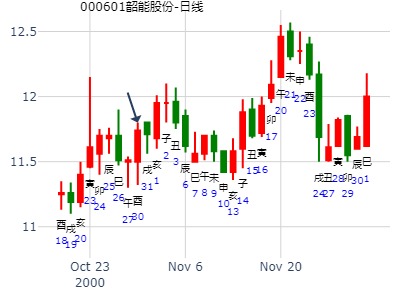 000601韶能股份-日线
12.5
12
11.5
11
酉
18
戌
19
亥
20
寅
23
卯
24
辰
25
巳
26
午
27
酉
30
戌
31
亥
1
子
2
丑
3
辰
6
巳
7
午
8
未
9
申
10
亥
13
子
14
丑
15
寅
16
卯
17
午
20
未
21
申
22
酉
23
戌
24
丑
27
寅
28
卯
29
辰
30
巳
1
Oct 23
2000
Nov 6
Nov 20